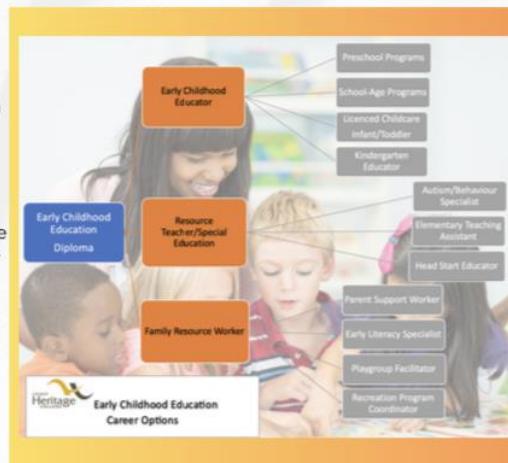 Early Childhood
Educator
Preschool Programs
School-Age Programs
Licenced Childcare
Infant/Toddler
Kindergarten
Educator
Early Childhood
Education
Diploma
Resource
Teacher/Special
Education
Autism/Behaviour
Specialist
Elementary Teaching
Assistant
Head Start Educator
Family Resource Worker
Parent Support Worker
Early Literacy Specialist
Playgroup Facilitator
Recreation Program
Coordinator
Heritage
Early Childhood Education
Career Options